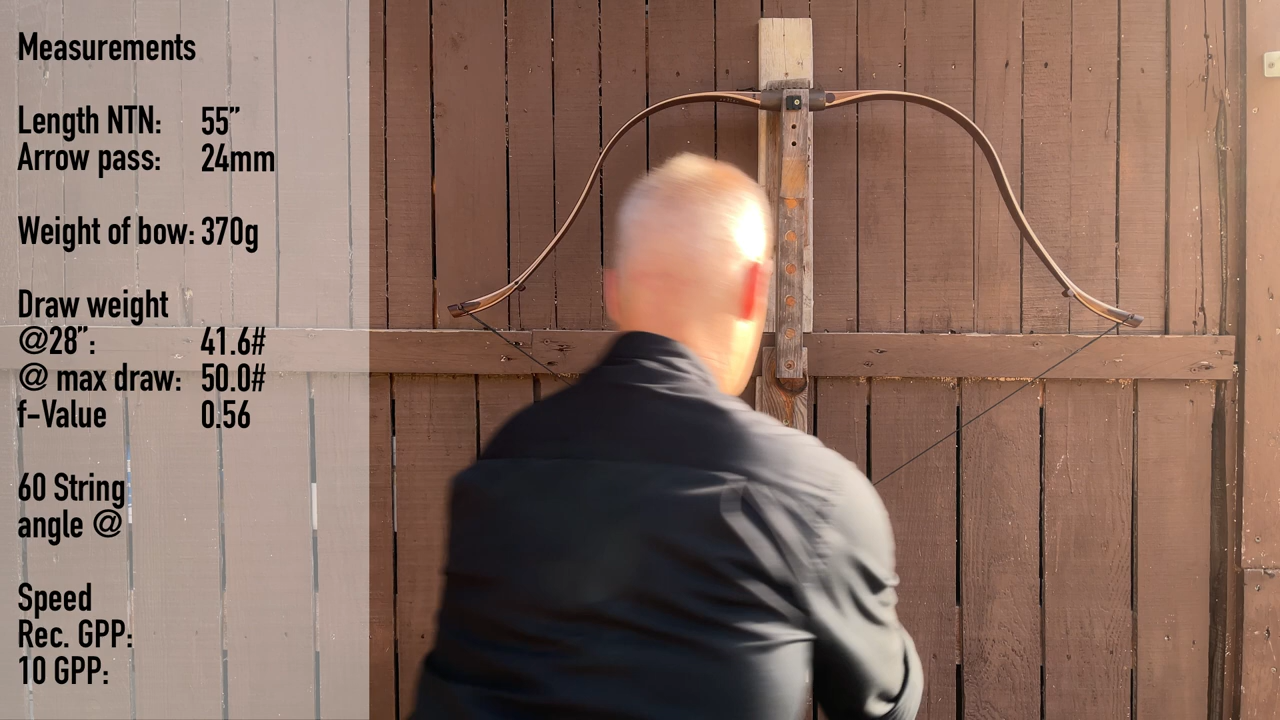 Measurements
Length NTN: 55”
Arrow pass: 24mm
Weight of bow: 370g
Draw weight
@28”: 41.6#
@ max draw: 50.0#
f-Value 0.56
60 String
angle @
Speed
Rec. GPP:
10 GPP: